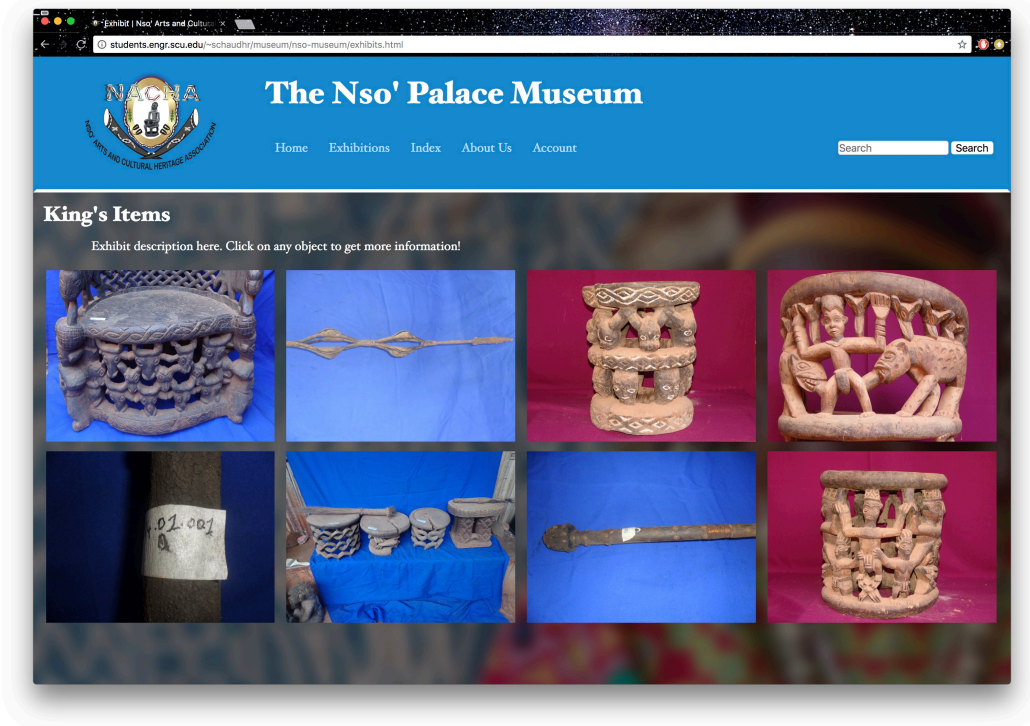 Exhibit | Nso' Arts and Cultura
students.engr.scu.edu/~schaudhr/museum/nso-museum/exhibits.html
NACHA
NSO' ARTS AND CULTURAL HERITAGE ASSOCIATION
The Nso' Palace Museum
Home Exhibitions Index About Us Account
Search Search
King's Items
Exhibit description here. Click on any object to get more information!
.01.001